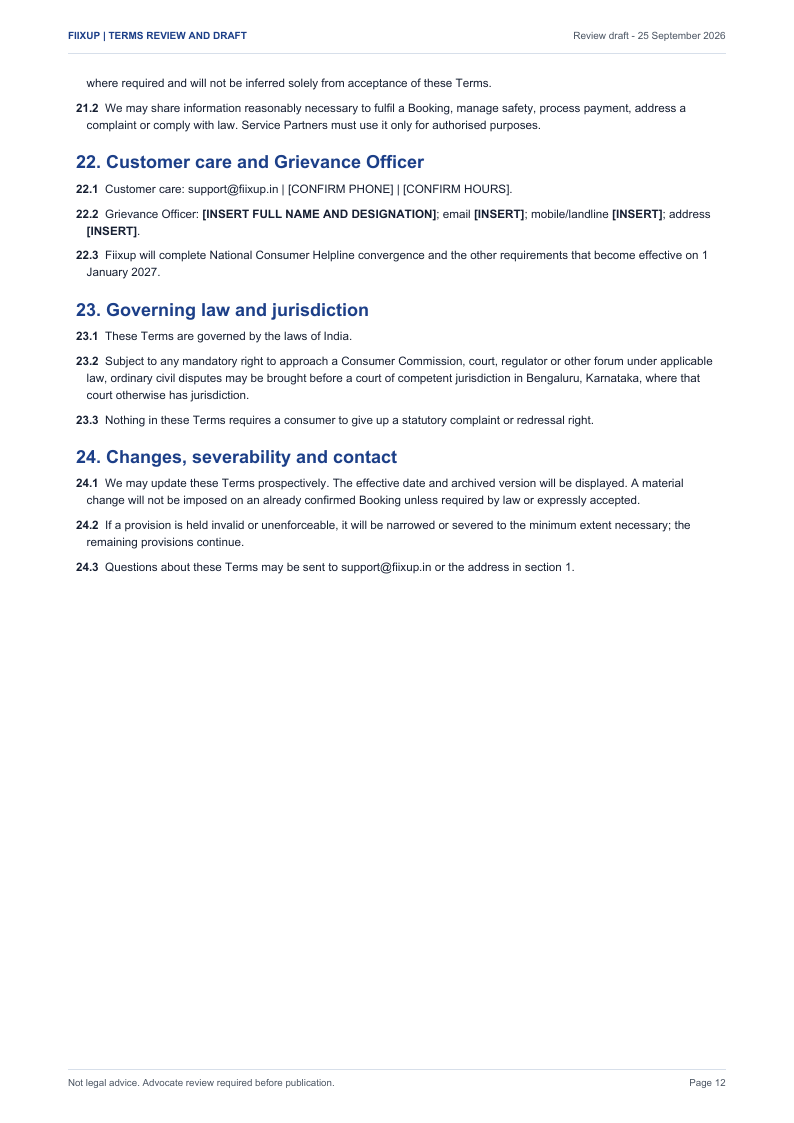 FIIXUP | TERMS REVIEW AND DRAFT
Review draft - 25 September 2026
where required and will not be inferred solely from acceptance of these Terms.
21.2 We may share information reasonably necessary to fulfil a Booking, manage safety, process payment, address a
complaint or comply with law. Service Partners must use it only for authorised purposes.
22. Customer care and Grievance Officer
22.1 Customer care: support@fiixup.in | [CONFIRM PHONE] | [CONFIRM HOURS].
22.2 Grievance Officer: [INSERT FULL NAME AND DESIGNATION]; email [INSERT]; mobile/landline [INSERT]; address
[INSERT].
22.3 Fiixup will complete National Consumer Helpline convergence and the other requirements that become effective on 1
January 2027.
23. Governing law and jurisdiction
23.1 These Terms are governed by the laws of India.
23.2 Subject to any mandatory right to approach a Consumer Commission, court, regulator or other forum under applicable
law, ordinary civil disputes may be brought before a court of competent jurisdiction in Bengaluru, Karnataka, where that
court otherwise has jurisdiction.
23.3 Nothing in these Terms requires a consumer to give up a statutory complaint or redressal right.
24. Changes, severability and contact
24.1 We may update these Terms prospectively. The effective date and archived version will be displayed. A material
change will not be imposed on an already confirmed Booking unless required by law or expressly accepted.
24.2 If a provision is held invalid or unenforceable, it will be narrowed or severed to the minimum extent necessary; the
remaining provisions continue.
24.3 Questions about these Terms may be sent to support@fiixup.in or the address in section 1.
Not legal advice. Advocate review required before publication.
Page 12